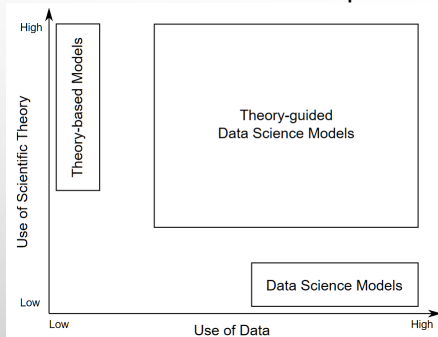 High
Use of Scientific Theory
Theory-based Models
Theory-guided
Data Science Models
Data Science Models
Low
Low
High
Use of Data